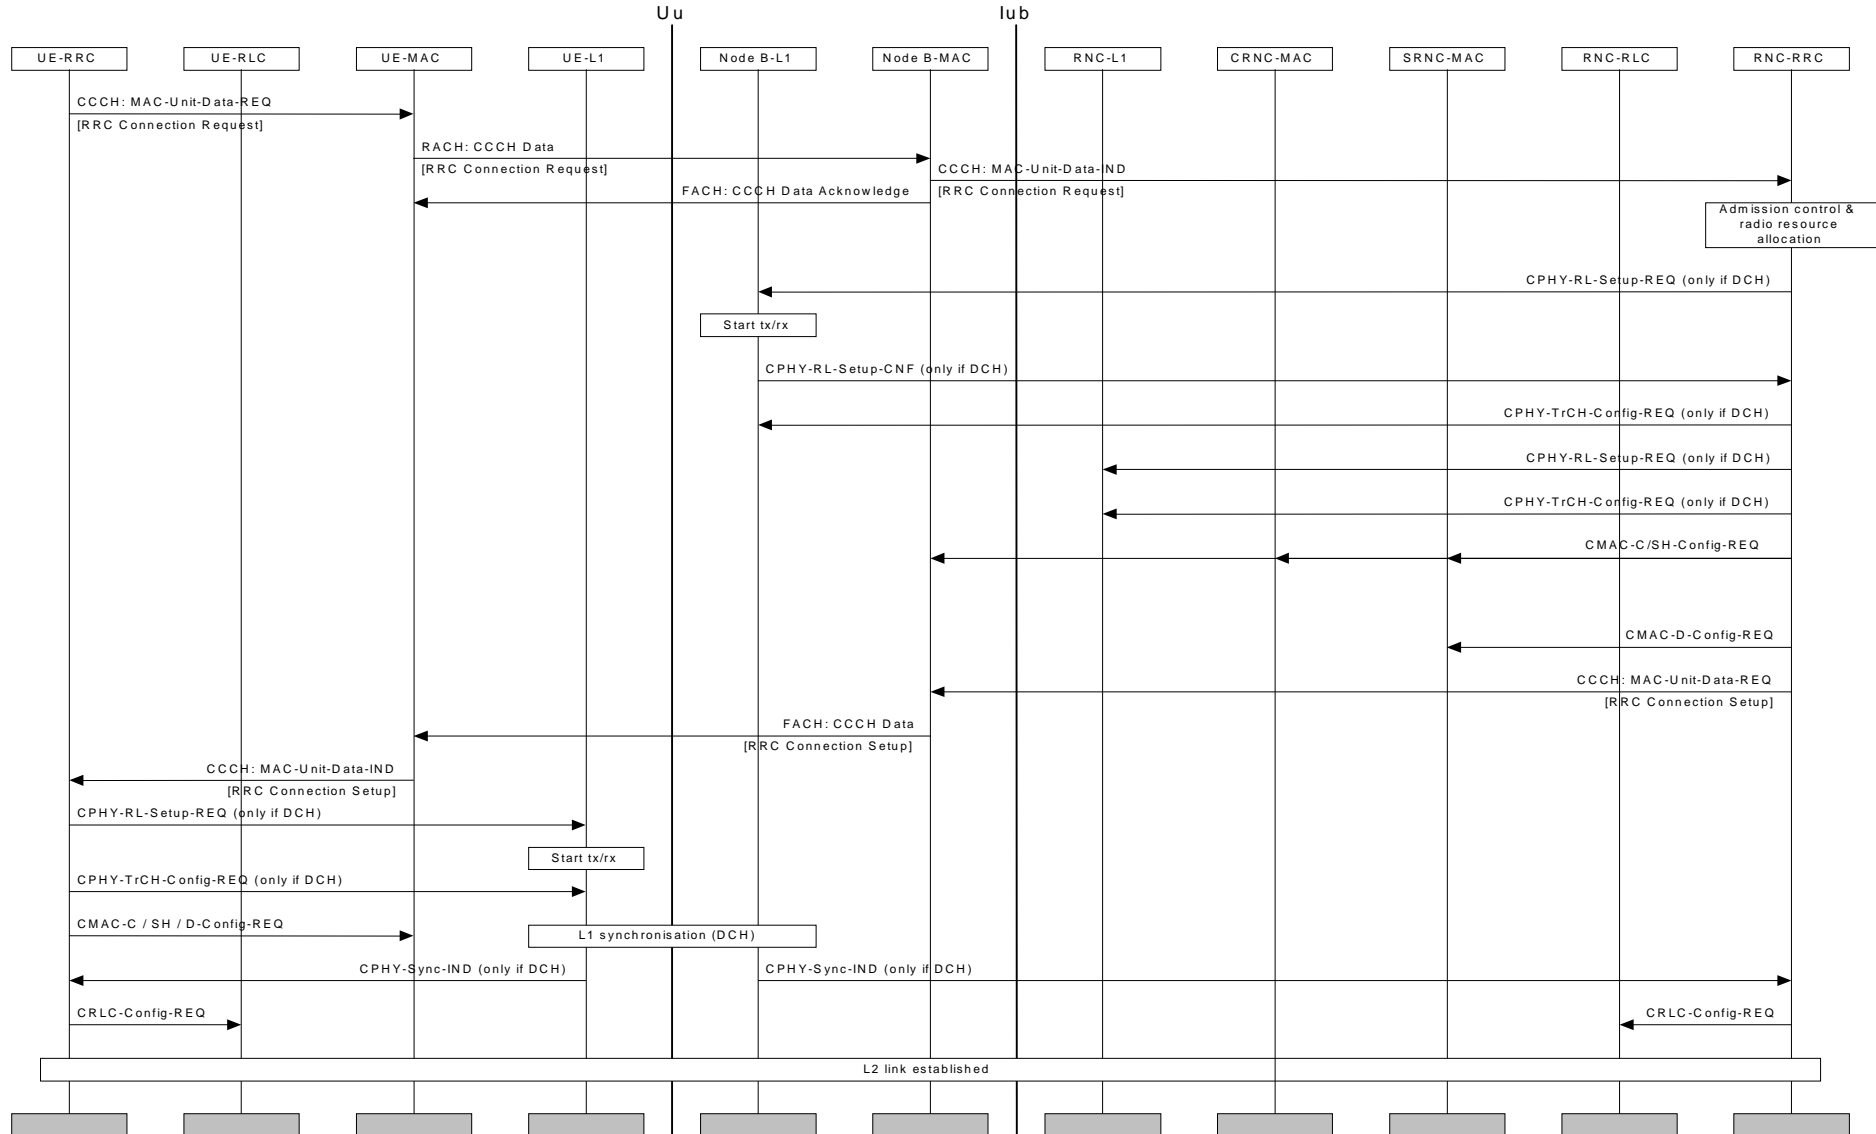 Uu
Iub
UE-RRC
UE-RLC
UE-MAC
UE-L1
Node B-L1
Node B-MAC
RNC-L1
CRNC-MAC
SRNC-MAC
RNC-RLC
RNC-RRC
CCCH: MAC-Unit-Data-REQ
[RRC Connection Request]
RACH: CCCH Data
[RRC Connection Request]
CCCH: MAC-Unit-Data-IND
[RRC Connection Request]
FACH: CCCH Data Acknowledge
Admission control &
radio resource
allocation
CPHY-RL-Setup-REQ (only if DCH)
Start tx/rx
CPHY-RL-Setup-CNF (only if DCH)
CPHY-TrCH-Config-REQ (only if DCH)
CPHY-RL-Setup-REQ (only if DCH)
CPHY-TrCH-Config-REQ (only if DCH)
CMAC-C/SH-Config-REQ
CMAC-D-Config-REQ
CCCH: MAC-Unit-Data-REQ
[RRC Connection Setup]
FACH: CCCH Data
[RRC Connection Setup]
CCCH: MAC-Unit-Data-IND
[RRC Connection Setup]
CPHY-RL-Setup-REQ (only if DCH)
Start tx/rx
CPHY-TrCH-Config-REQ (only if DCH)
CMAC-C / SH / D-Config-REQ
L1 synchronisation (DCH)
CPHY-Sync-IND (only if DCH)
CPHY-Sync-IND (only if DCH)
CRLC-Config-REQ
CRLC-Config-REQ
L2 link established